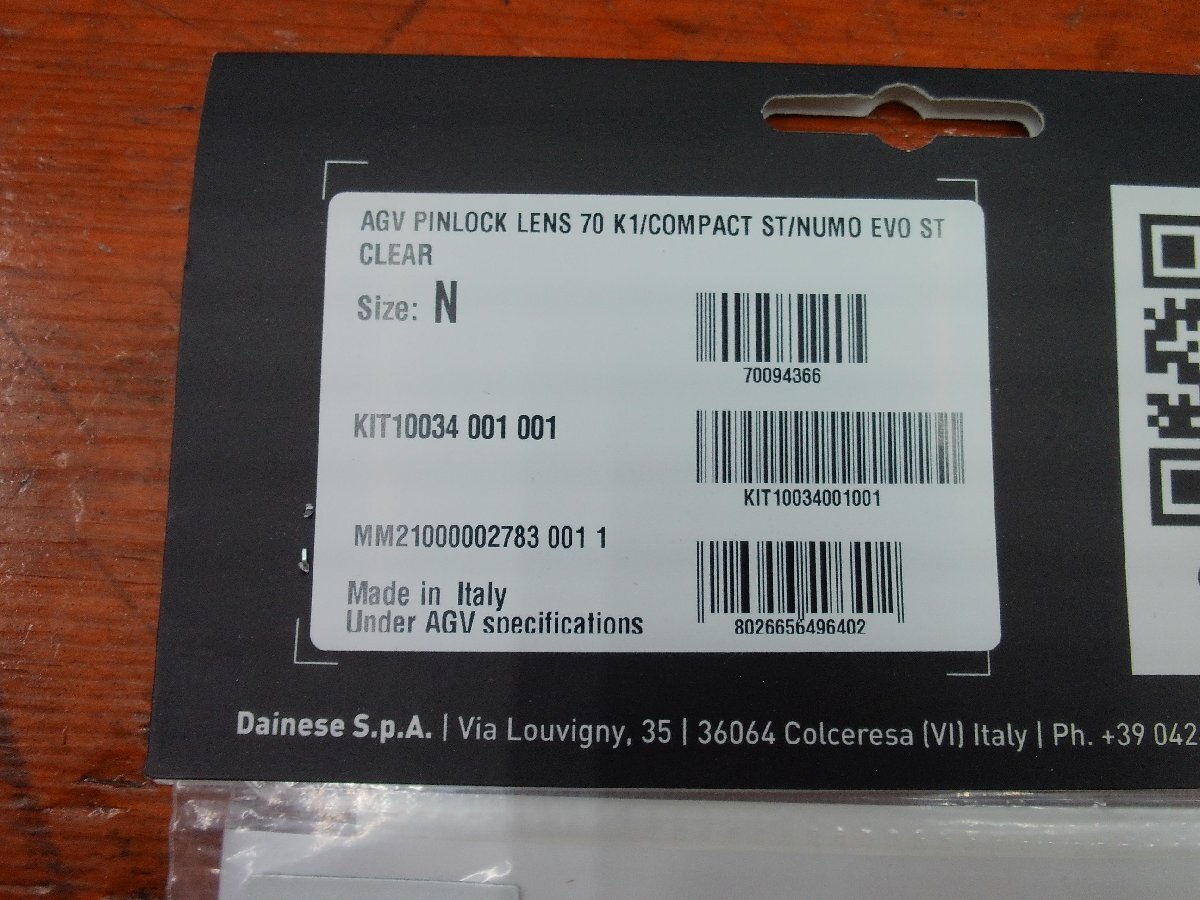 AGV PINLOCK LENS 70 K1/COMPACT ST/NUMO EVO ST
CLEAR
Size: N
70094366
KIT10034 001 001
KIT10034001001
MM21000002783 001 1
Made in Italy
Under AGV specifications
8026656496402
Dainese S.p.A. | Via Louvigny, 35 | 36064 Colceresa (VI) Italy | Ph. +39 042